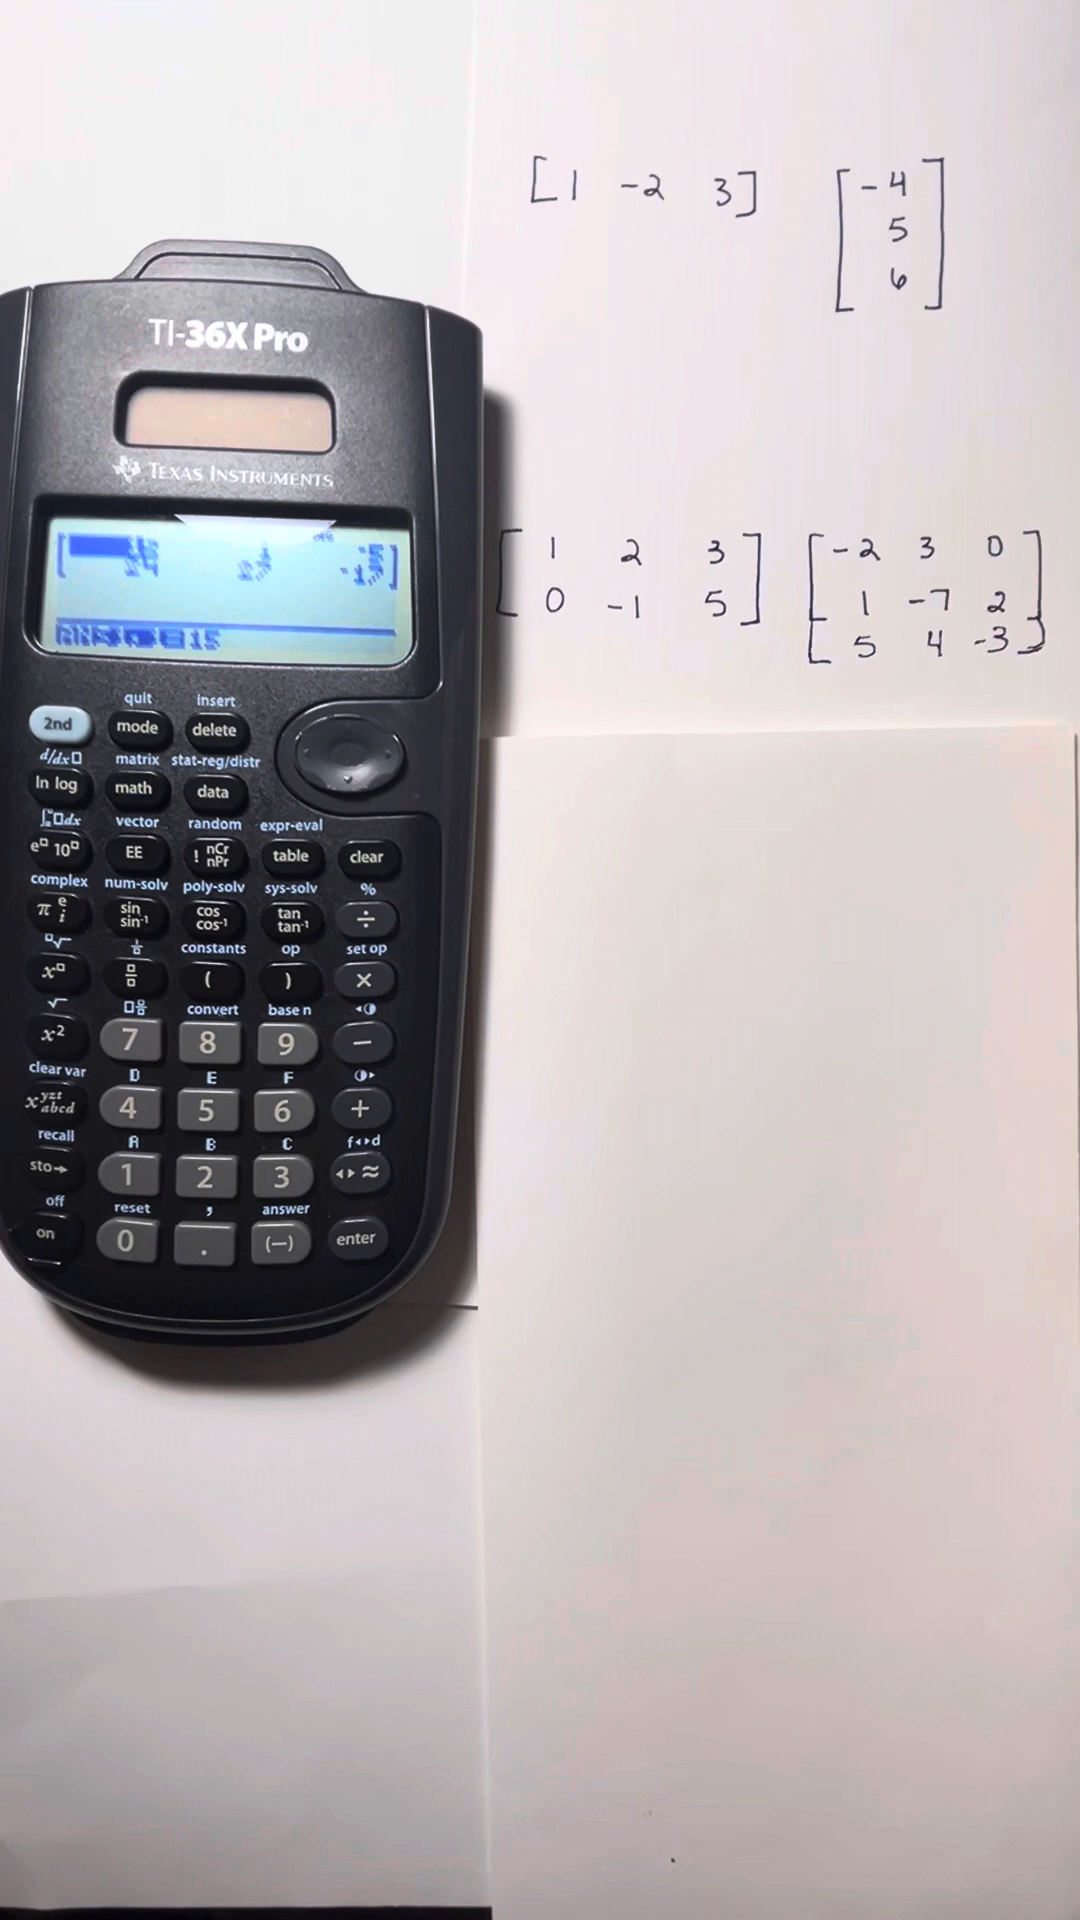 [1 -2 3] [-4
5
6]
TI-36X Pro
TEXAS INSTRUMENTS
[1 2 3 [-2 3 0
0 -1 5] 1 -7 2
5 4 -3]
quit insert
2nd mode delete
d/dx□ matrix stat-reg/distr
ln log math data
∫□dx vector random expr-eval
e□ 10□ EE ! nCr nPr table clear
complex num-solv poly-solv sys-solv %
π e i sin sin-1 cos cos-1 tan tan-1 ÷
□√ 1/□ constants op set op
x□ □/□ ( ) ×
√ □□/□ convert base n ◂◑
x² 7 8 9 −
clear var D E F ◑▸
x yzt abcd 4 5 6 +
recall A B C f◂▸d
sto→ 1 2 3 ◂▸≈
off reset , answer
on 0 . (−) enter